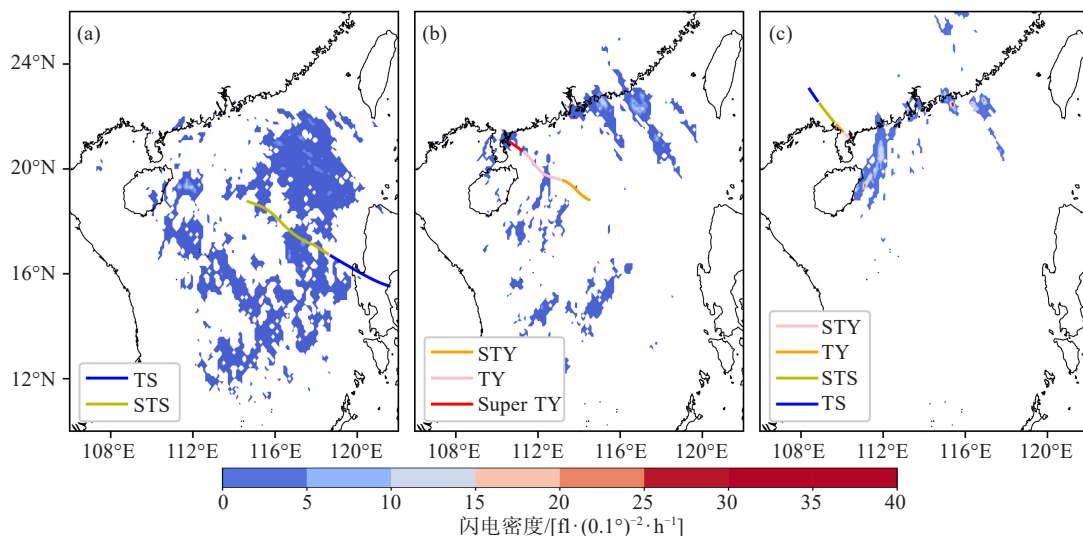 (a)
(b)
(c)
24°N
20°N
16°N
12°N
TS
STS
STY
TY
Super TY
STY
TY
STS
TS
108°E 112°E 116°E 120°E 108°E 112°E 116°E 120°E 108°E 112°E 116°E 120°E
0 5 10 15 20 25 30 35 40
闪电密度/[fl·(0.1°)⁻²·h⁻¹]